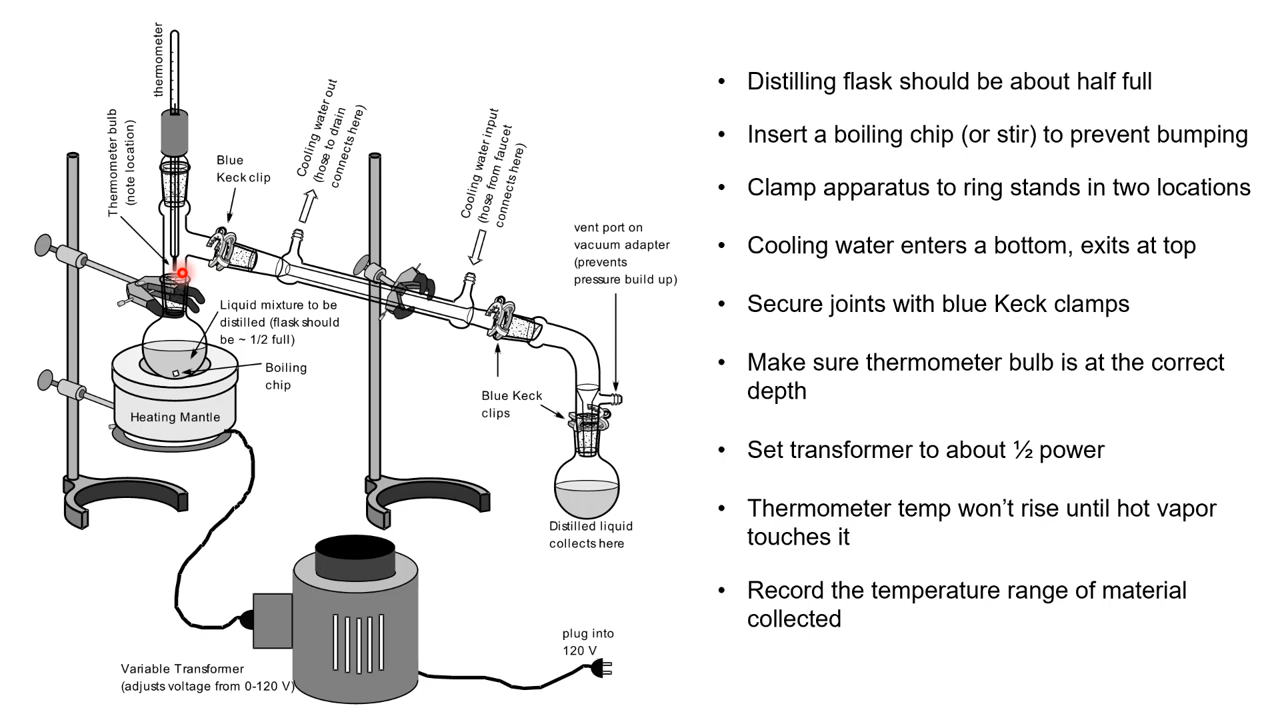 thermometer
Thermometer bulb
(note location)
Blue
Keck clip
Cooling water out
(hose to drain
connects here)
Cooling water input
(hose from faucet
connects here)
vent port on
vacuum adapter
(prevents
pressure build up)
Liquid mixture to be
distilled (flask should
be ~ 1/2 full)
Boiling
chip
Heating Mantle
Blue Keck
clips
Distilled liquid
collects here
plug into
120 V
Variable Transformer
(adjusts voltage from 0-120 V)
• Distilling flask should be about half full
• Insert a boiling chip (or stir) to prevent bumping
• Clamp apparatus to ring stands in two locations
• Cooling water enters a bottom, exits at top
• Secure joints with blue Keck clamps
• Make sure thermometer bulb is at the correct
depth
• Set transformer to about ½ power
• Thermometer temp won’t rise until hot vapor
touches it
• Record the temperature range of material
collected